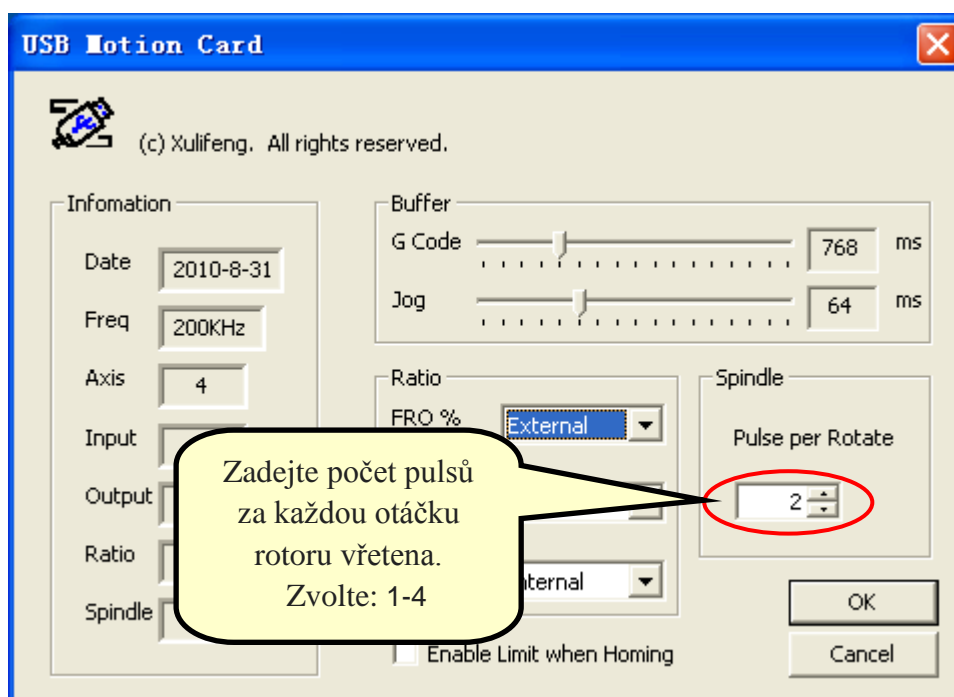 USB Motion Card
(c) Xulifeng. All rights reserved.
Infomation
Date 2010-8-31
Freq 200KHz
Axis 4
Input
Output
Ratio
Spindle
Buffer
G Code 768 ms
Jog 64 ms
Ratio
FRO % External
Spindle
Pulse per Rotate
2
Zadejte počet pulsů
za každou otáčku
rotoru vřetena.
Zvolte: 1-4
Enable Limit when Homing
OK
Cancel